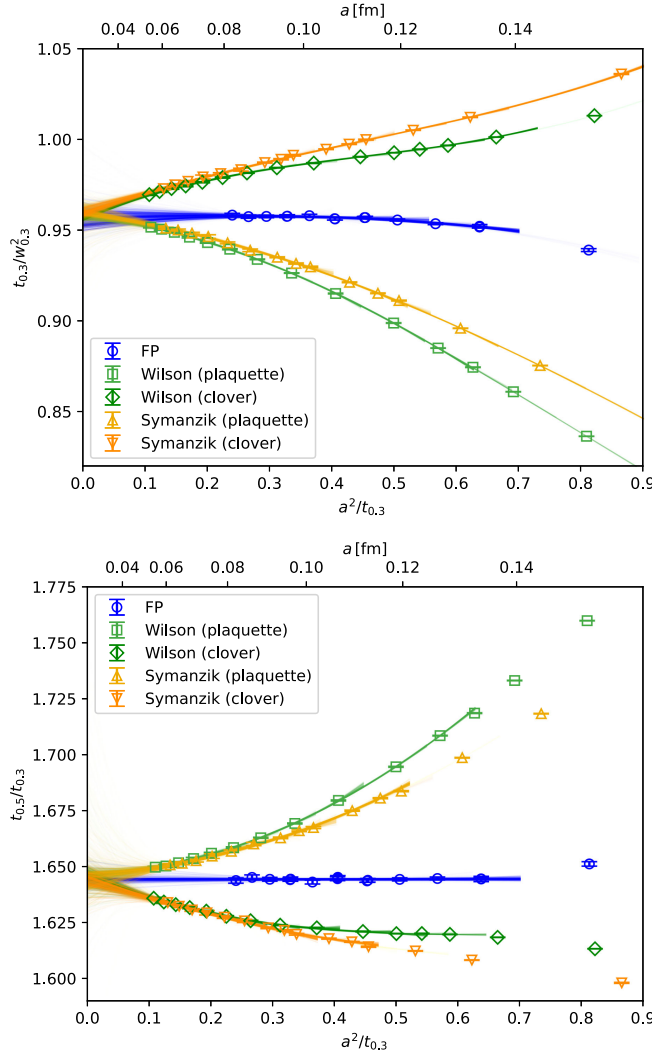 a [fm]
0.04 0.06 0.08 0.10 0.12 0.14
1.05
1.00
0.95
0.90
0.85
t0.3/w²0.3
FP
Wilson (plaquette)
Wilson (clover)
Symanzik (plaquette)
Symanzik (clover)
0.0 0.1 0.2 0.3 0.4 0.5 0.6 0.7 0.8 0.9
a²/t0.3
a [fm]
0.04 0.06 0.08 0.10 0.12 0.14
1.775
1.750
1.725
1.700
1.675
1.650
1.625
1.600
t0.5/t0.3
FP
Wilson (plaquette)
Wilson (clover)
Symanzik (plaquette)
Symanzik (clover)
0.0 0.1 0.2 0.3 0.4 0.5 0.6 0.7 0.8 0.9
a²/t0.3